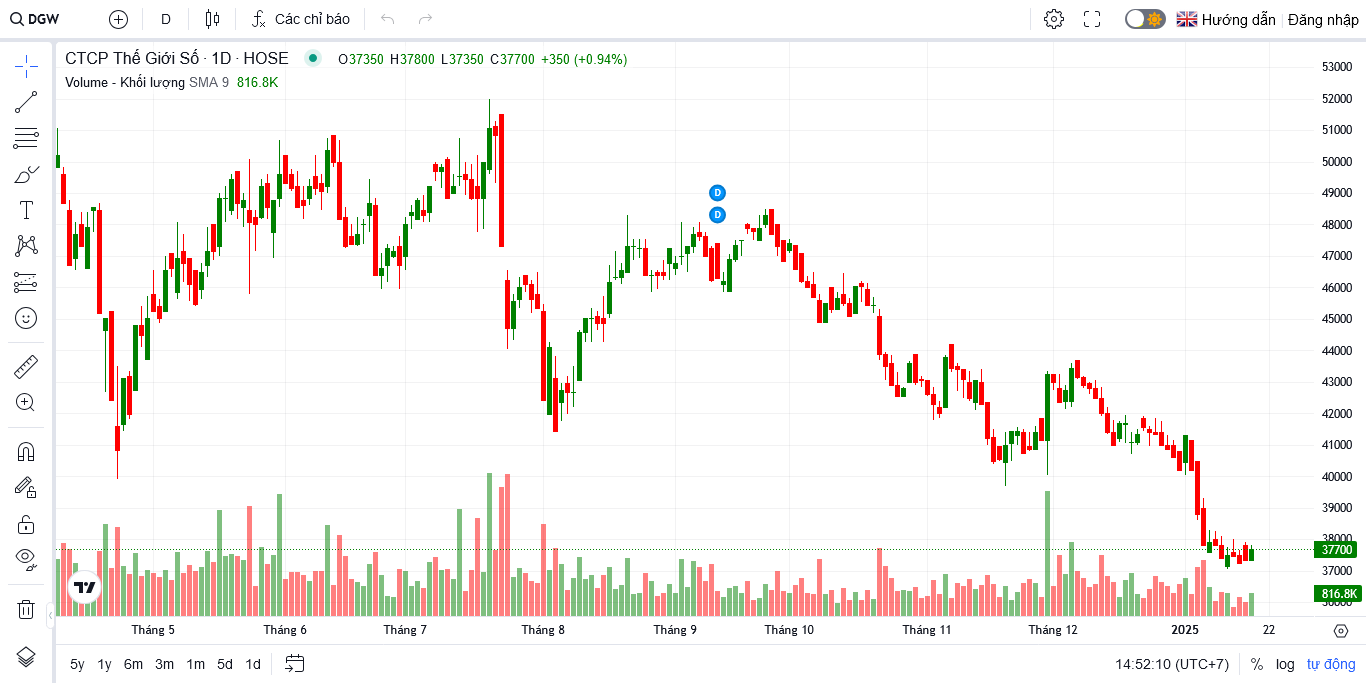 DGW D Các chỉ báo Hướng dẫn Đăng nhập
CTCP Thế Giới Số · 1D · HOSE O37350 H37800 L37350 C37700 +350 (+0.94%)
Volume - Khối lượng SMA 9 816.8K
53000
52000
51000
50000
49000
D
D
48000
47000
46000
45000
44000
43000
42000
41000
40000
39000
38000
37700
37000
816.8K
36000
Tháng 5 Tháng 6 Tháng 7 Tháng 8 Tháng 9 Tháng 10 Tháng 11 Tháng 12 2025 22
5y 1y 6m 3m 1m 5d 1d 14:52:10 (UTC+7) % log tự động